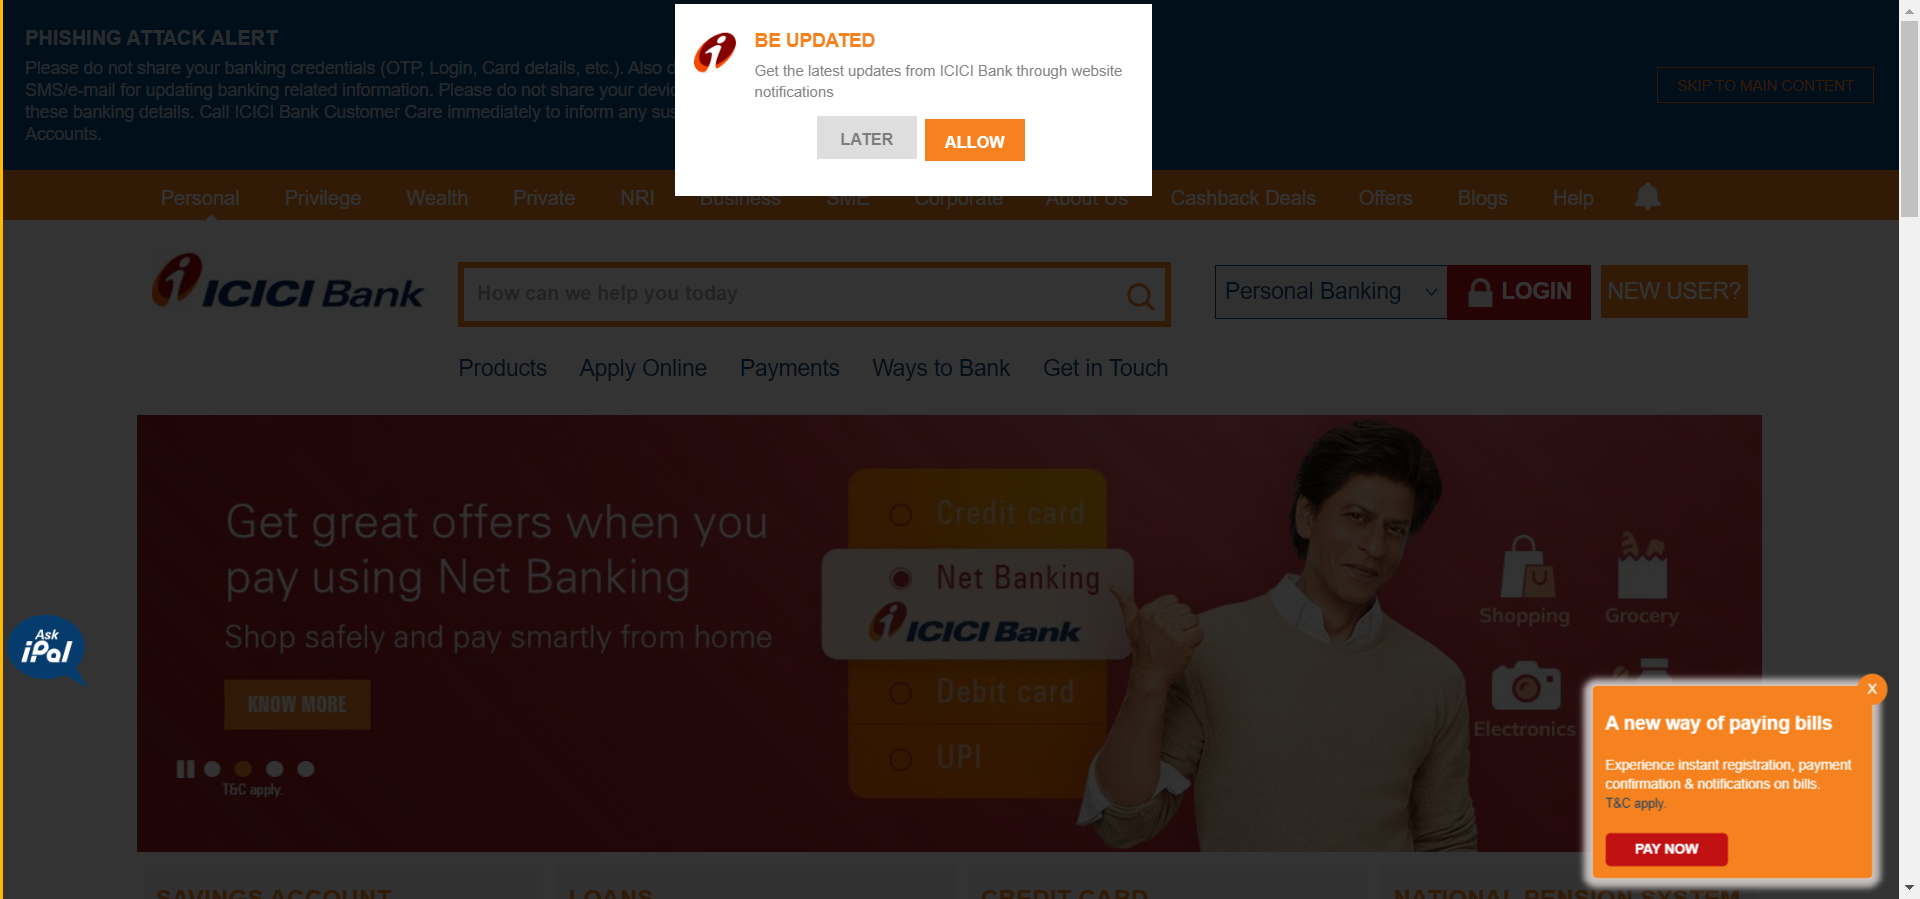 PHISHING ATTACK ALERT
Please do not share your banking credentials (OTP, Login, Card details, etc.). Also
SMS/e-mail for updating banking related information. Please do not share your
these banking details. Call ICICI Bank Customer Care immediately to inform any
Accounts.
BE UPDATED
Get the latest updates from ICICI Bank through website
notifications
LATER
ALLOW
SKIP TO MAIN CONTENT
Personal Privilege Wealth Private NRI Business SME Corporate About Us Cashback Deals Offers Blogs Help
ICICI Bank
How can we help you today
Personal Banking
LOGIN
NEW USER?
Products Apply Online Payments Ways to Bank Get in Touch
Get great offers when you
pay using Net Banking
Shop safely and pay smartly from home
KNOW MORE
T&C apply.
Credit card
Net Banking
ICICI Bank
Debit card
UPI
Shopping
Grocery
Electronics
Ask
iPal
X
A new way of paying bills
Experience instant registration, payment
confirmation & notifications on bills.
T&C apply.
PAY NOW
SAVINGS ACCOUNT
LOANS
CREDIT CARD
NATIONAL PENSION SYSTEM